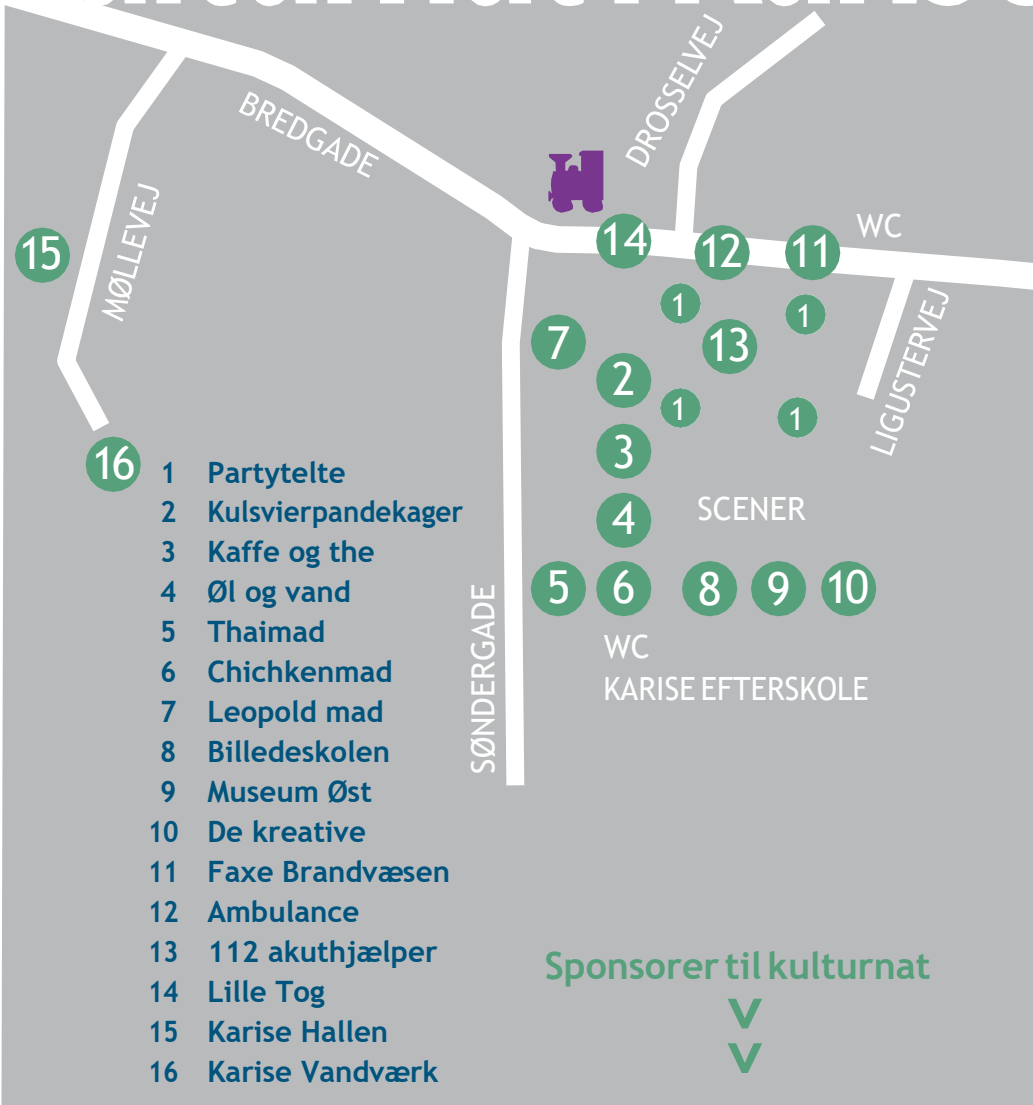 BREDGADE
DROSSELVEJ
MØLLEVEJ
WC
15
14
12
11
1
1
7
13
LIGUSTERVEJ
2
1
1
3
16
SCENER
4
5
6
8
9
10
SØNDERGADE
WC
KARISE EFTERSKOLE
1 Partytelte
2 Kulsvierpandekager
3 Kaffe og the
4 Øl og vand
5 Thaimad
6 Chichkenmad
7 Leopold mad
8 Billedeskolen
9 Museum Øst
10 De kreative
11 Faxe Brandvæsen
12 Ambulance
13 112 akuthjælper
14 Lille Tog
15 Karise Hallen
16 Karise Vandværk
Sponsorer til kulturnat
V
V